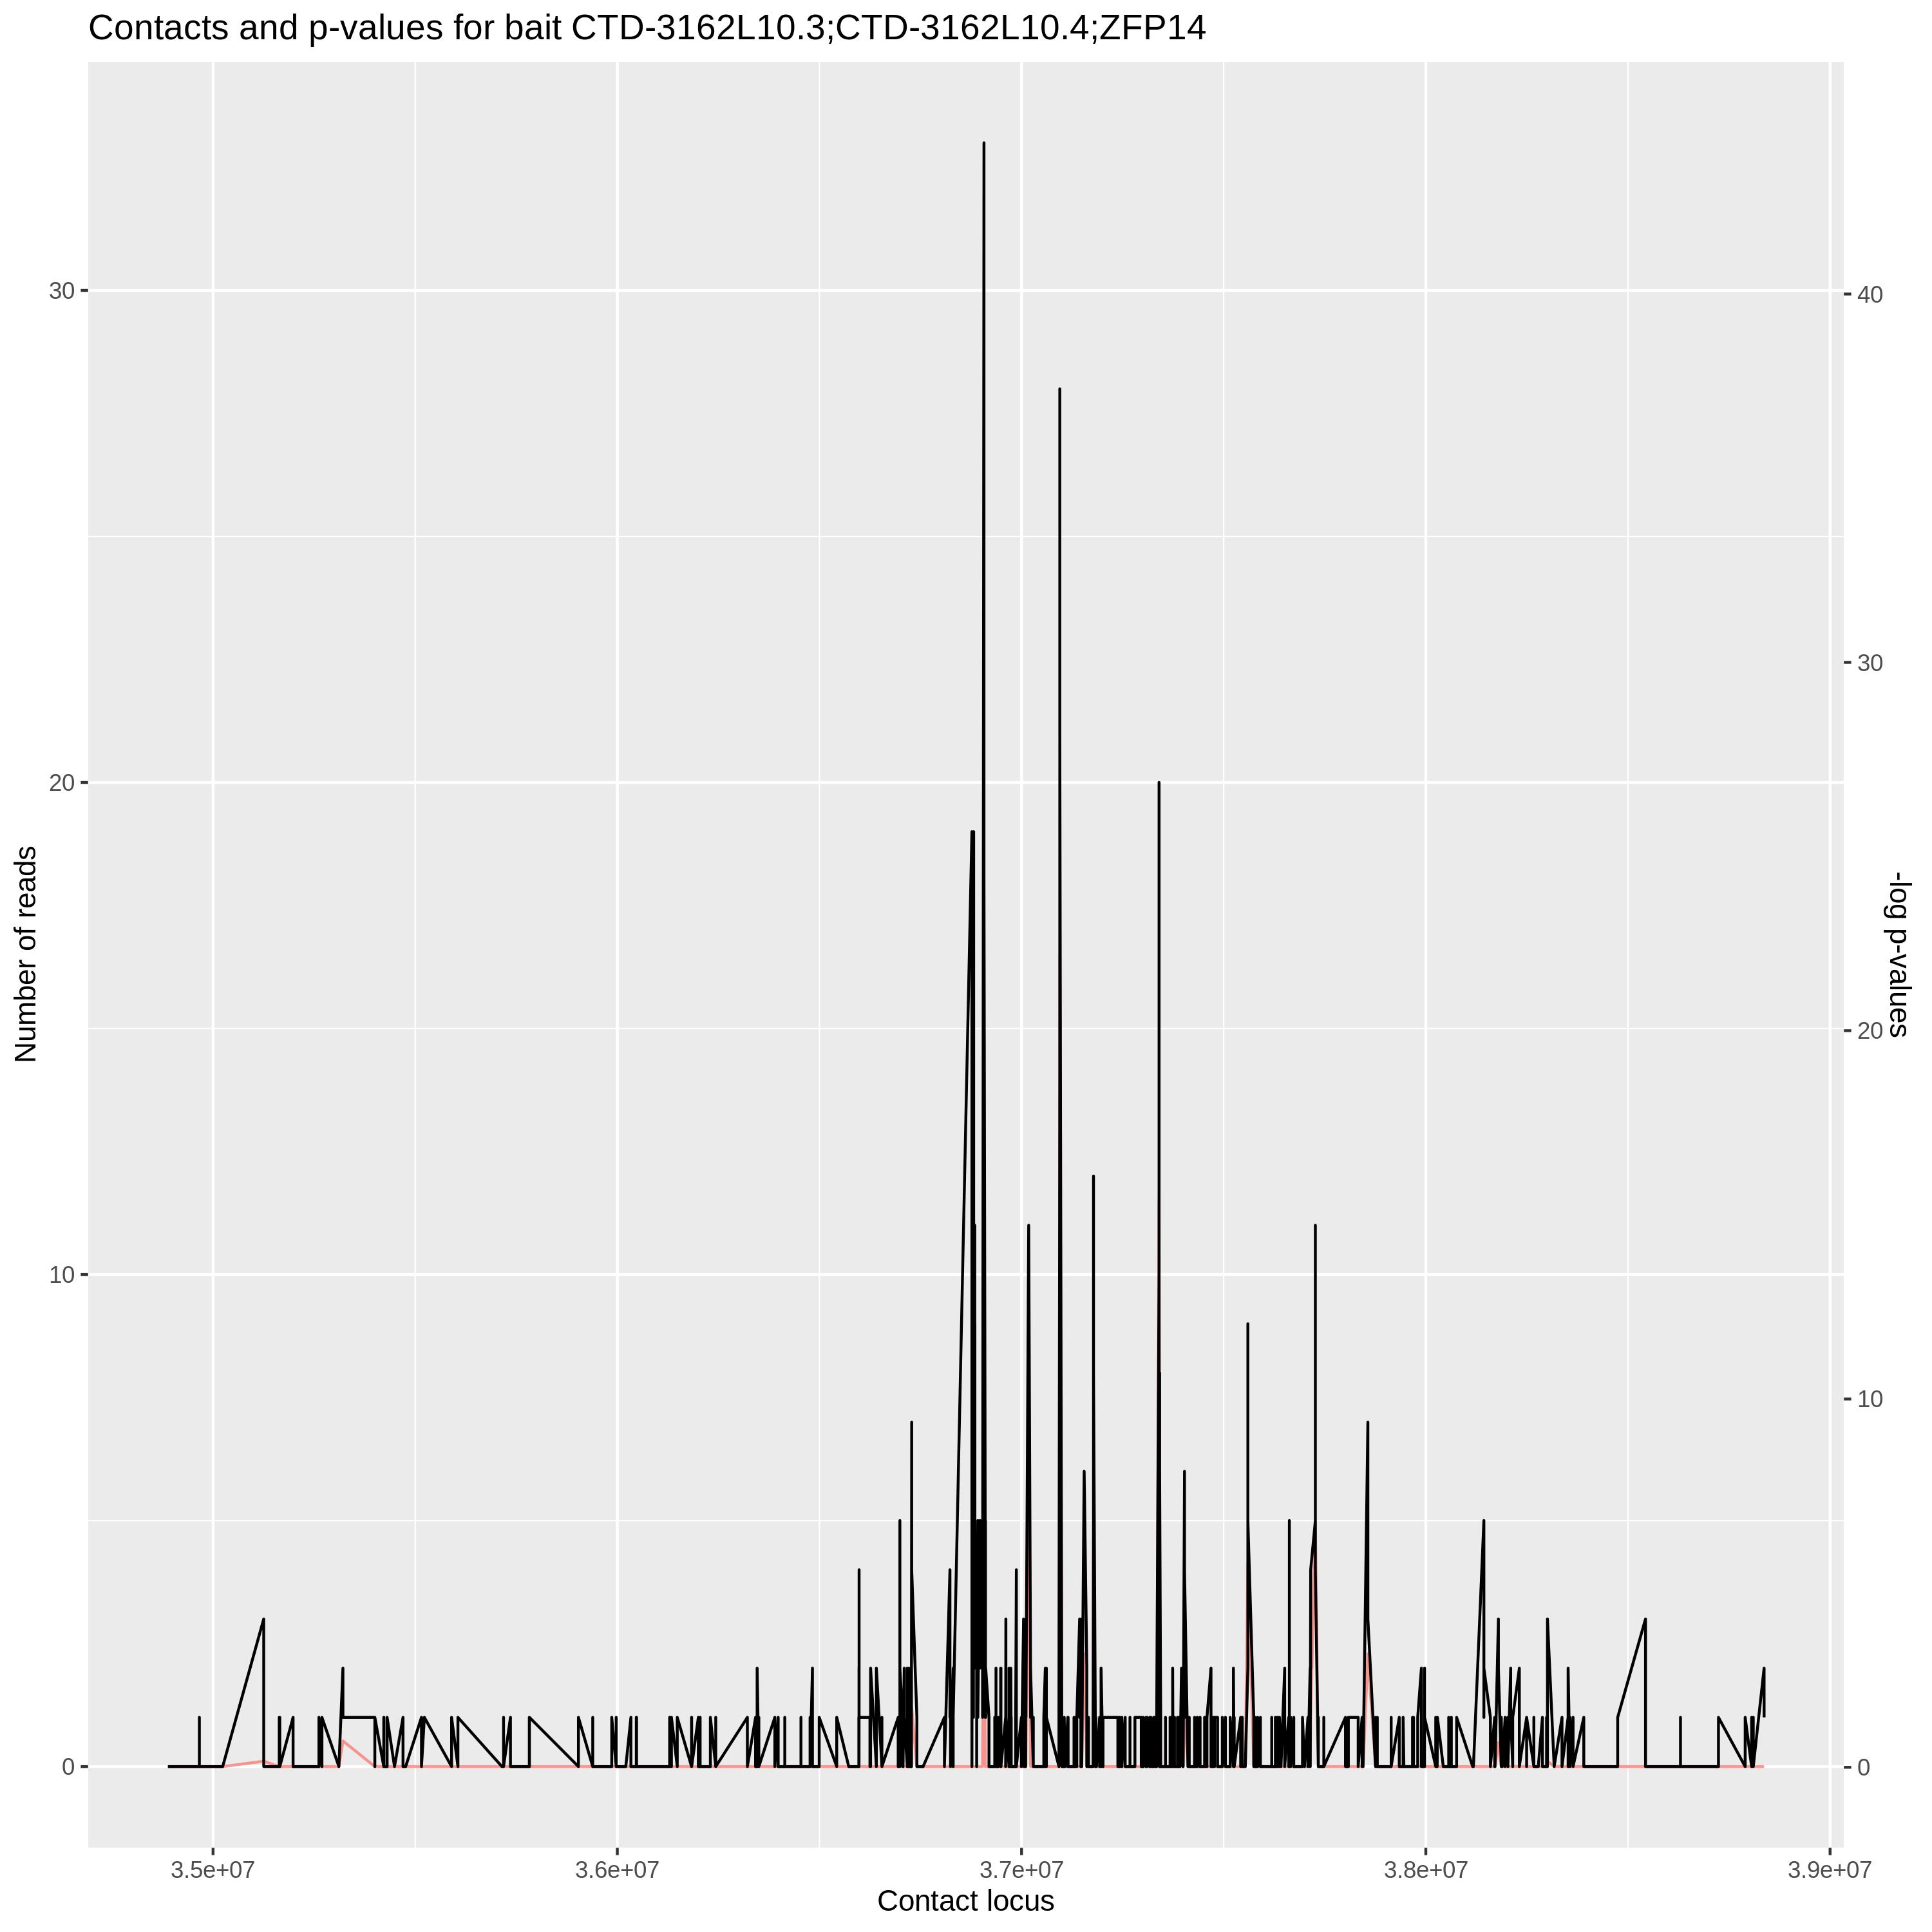 Contacts and p-values for bait CTD-3162L10.3;CTD-3162L10.4;ZFP14
30
20
10
0
Number of reads
40
30
20
10
0
-log p-values
3.5e+07
3.6e+07
3.7e+07
3.8e+07
3.9e+07
Contact locus